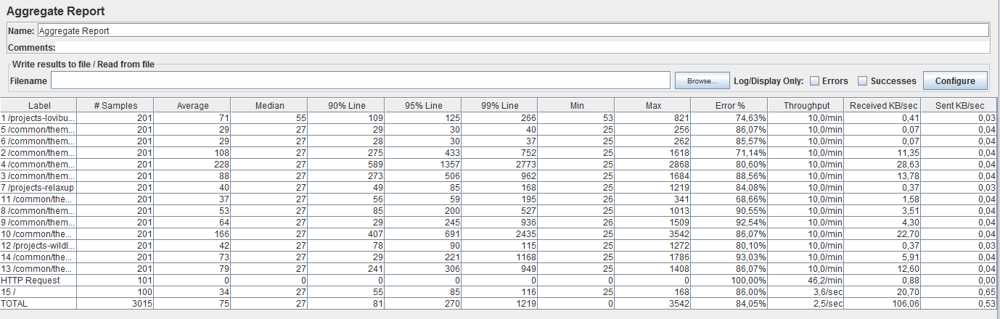 Aggregate Report
Name: Aggregate Report
Comments:
Write results to file / Read from file
Filename Browse... Log/Display Only: Errors Successes Configure
Label # Samples Average Median 90% Line 95% Line 99% Line Min Max Error % Throughput Received KB/sec Sent KB/sec
1 /projects-lovibu... 201 71 55 109 125 266 53 821 74,63% 10,0/min 0,41 0,03
5 /common/them... 201 29 27 29 30 40 25 256 86,07% 10,0/min 0,07 0,04
6 /common/them... 201 29 27 28 30 37 25 262 85,57% 10,0/min 0,07 0,04
2 /common/them... 201 108 27 275 433 752 25 1618 71,14% 10,0/min 11,35 0,04
4 /common/them... 201 228 27 589 1357 2773 25 2868 80,60% 10,0/min 28,63 0,04
3 /common/them... 201 88 27 273 506 962 25 1684 88,56% 10,0/min 13,78 0,04
7 /projects-relaxup 201 40 27 49 85 168 25 1219 84,08% 10,0/min 0,37 0,03
11 /common/the... 201 37 27 56 59 195 26 341 68,66% 10,0/min 1,58 0,04
8 /common/them... 201 53 27 85 200 527 25 1013 90,55% 10,0/min 3,51 0,04
9 /common/them... 201 64 27 29 245 936 26 1509 92,54% 10,0/min 4,30 0,04
10 /common/the... 201 166 27 407 691 2435 25 3542 86,07% 10,0/min 22,70 0,04
12 /projects-wildl... 201 42 27 78 90 115 25 1272 80,10% 10,0/min 0,37 0,03
14 /common/the... 201 73 27 29 221 1168 25 1786 93,03% 10,0/min 5,91 0,04
13 /common/the... 201 79 27 241 306 949 25 1408 86,07% 10,0/min 12,60 0,04
HTTP Request 101 0 0 0 0 0 0 0 100,00% 46,2/min 0,88 0,00
15 / 100 34 27 55 85 116 25 168 86,00% 3,6/sec 20,70 0,65
TOTAL 3015 75 27 81 270 1219 0 3542 84,05% 2,5/sec 106,06 0,53